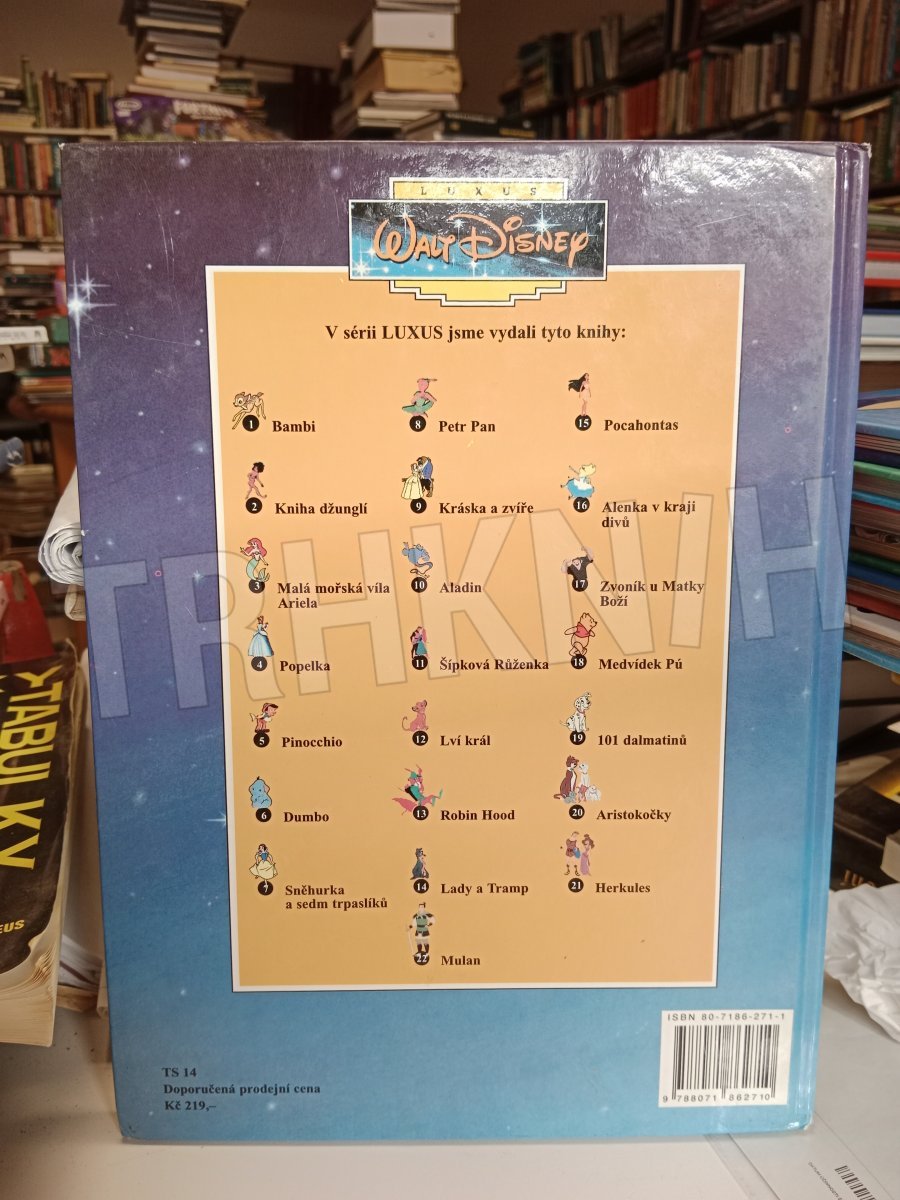 LUXUS
WALT DISNEY
V sérii LUXUS jsme vydali tyto knihy:
1 Bambi
2 Kniha džunglí
3 Malá mořská víla
Ariela
4 Popelka
5 Pinocchio
6 Dumbo
7 Sněhurka
a sedm trpaslíků
8 Petr Pan
9 Kráska a zvíře
10 Aladin
11 Šípková Růženka
12 Lví král
13 Robin Hood
14 Lady a Tramp
22 Mulan
15 Pocahontas
16 Alenka v kraji
divů
17 Zvoník u Matky
Boží
18 Medvídek Pú
19 101 dalmatinů
20 Aristokočky
21 Herkules
TRHKNIH
TS 14
Doporučená prodejní cena
Kč 219,–
ISBN 80-7186-271-1
9 788071 862710
TABULKY